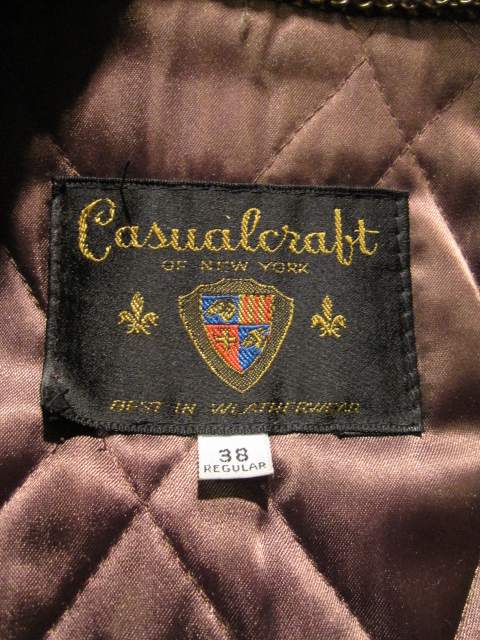 Casualcraft
OF NEW YORK
BEST IN WEATHERWEAR
38
REGULAR